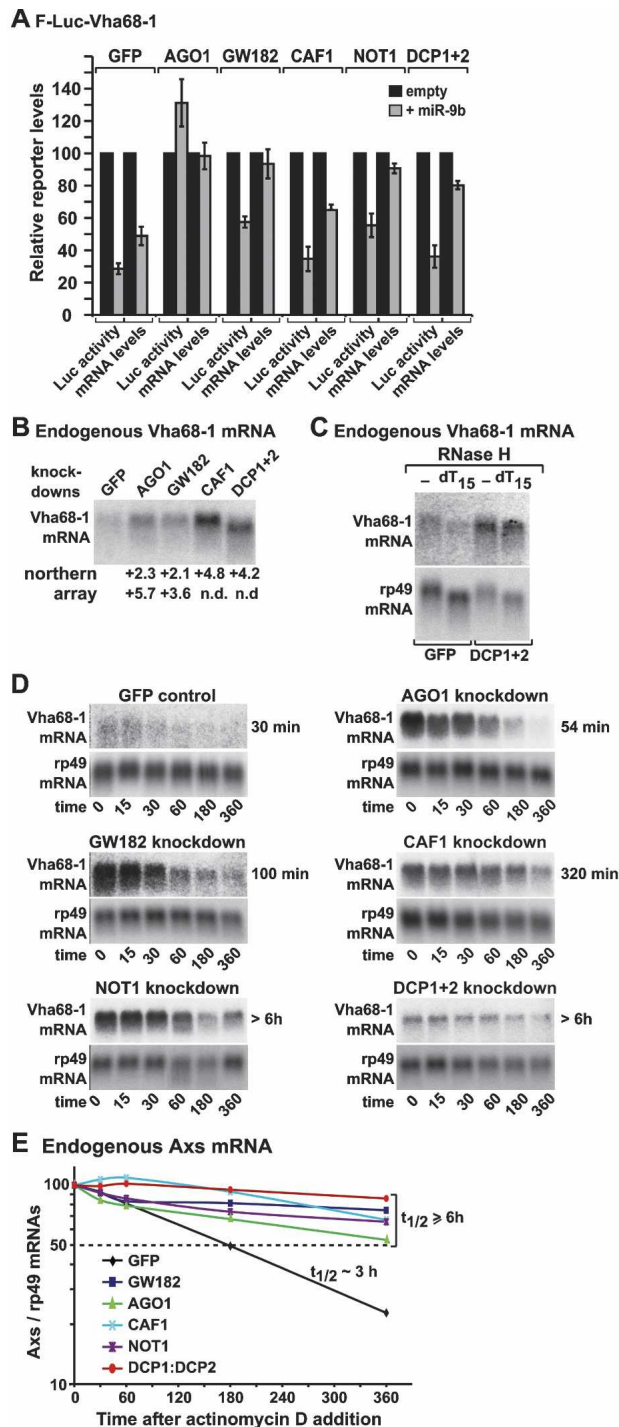 A F-Luc-Vha68-1
GFP AGO1 GW182 CAF1 NOT1 DCP1+2
empty
+ miR-9b
Relative reporter levels
140
120
100
80
60
40
20
0
Luc activity mRNA levels Luc activity mRNA levels Luc activity mRNA levels Luc activity mRNA levels Luc activity mRNA levels Luc activity mRNA levels
B Endogenous Vha68-1 mRNA
knock-downs GFP AGO1 GW182 CAF1 DCP1+2
Vha68-1 mRNA
northern +2.3 +2.1 +4.8 +4.2
array +5.7 +3.6 n.d. n.d
C Endogenous Vha68-1 mRNA
RNase H
– dT15 – dT15
Vha68-1 mRNA
rp49 mRNA
GFP DCP1+2
D
GFP control
Vha68-1 mRNA 30 min
rp49 mRNA
time 0 15 30 60 180 360
AGO1 knockdown
Vha68-1 mRNA 54 min
rp49 mRNA
time 0 15 30 60 180 360
GW182 knockdown
Vha68-1 mRNA 100 min
rp49 mRNA
time 0 15 30 60 180 360
CAF1 knockdown
Vha68-1 mRNA 320 min
rp49 mRNA
time 0 15 30 60 180 360
NOT1 knockdown
Vha68-1 mRNA > 6h
rp49 mRNA
time 0 15 30 60 180 360
DCP1+2 knockdown
Vha68-1 mRNA > 6h
rp49 mRNA
time 0 15 30 60 180 360
E Endogenous Axs mRNA
Axs / rp49 mRNAs
100
50
10
t1/2 ⩾ 6h
t1/2 ~ 3 h
GFP
GW182
AGO1
CAF1
NOT1
DCP1:DCP2
0 60 120 180 240 300 360
Time after actinomycin D addition